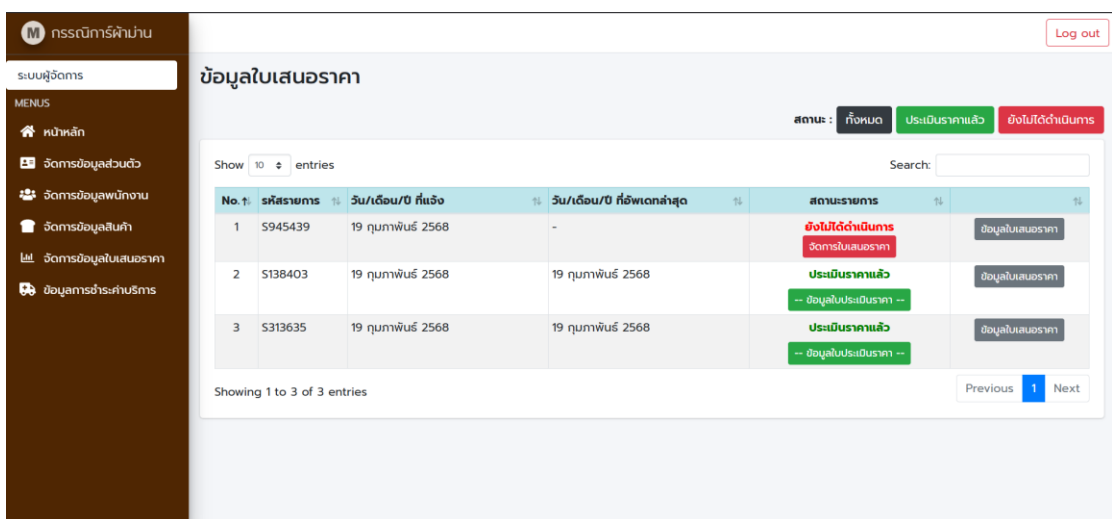 M กรรณิการ์ผ้าม่าน
Log out
ระบบผู้จัดการ
MENUS
หน้าหลัก
จัดการข้อมูลส่วนตัว
จัดการข้อมูลพนักงาน
จัดการข้อมูลสินค้า
จัดการข้อมูลใบเสนอราคา
ข้อมูลการชำระค่าบริการ
ข้อมูลใบเสนอราคา
สถานะ : ทั้งหมด ประเมินราคาแล้ว ยังไม่ได้ดำเนินการ
Show 10 entries Search:
No. รหัสรายการ วัน/เดือน/ปี ที่แจ้ง วัน/เดือน/ปี ที่อัพเดทล่าสุด สถานะรายการ
1 S945439 19 กุมภาพันธ์ 2568 - ยังไม่ได้ดำเนินการ ข้อมูลใบเสนอราคา
จัดการใบเสนอราคา
2 S138403 19 กุมภาพันธ์ 2568 19 กุมภาพันธ์ 2568 ประเมินราคาแล้ว ข้อมูลใบเสนอราคา
-- ข้อมูลใบประเมินราคา --
3 S313635 19 กุมภาพันธ์ 2568 19 กุมภาพันธ์ 2568 ประเมินราคาแล้ว ข้อมูลใบเสนอราคา
-- ข้อมูลใบประเมินราคา --
Showing 1 to 3 of 3 entries Previous 1 Next